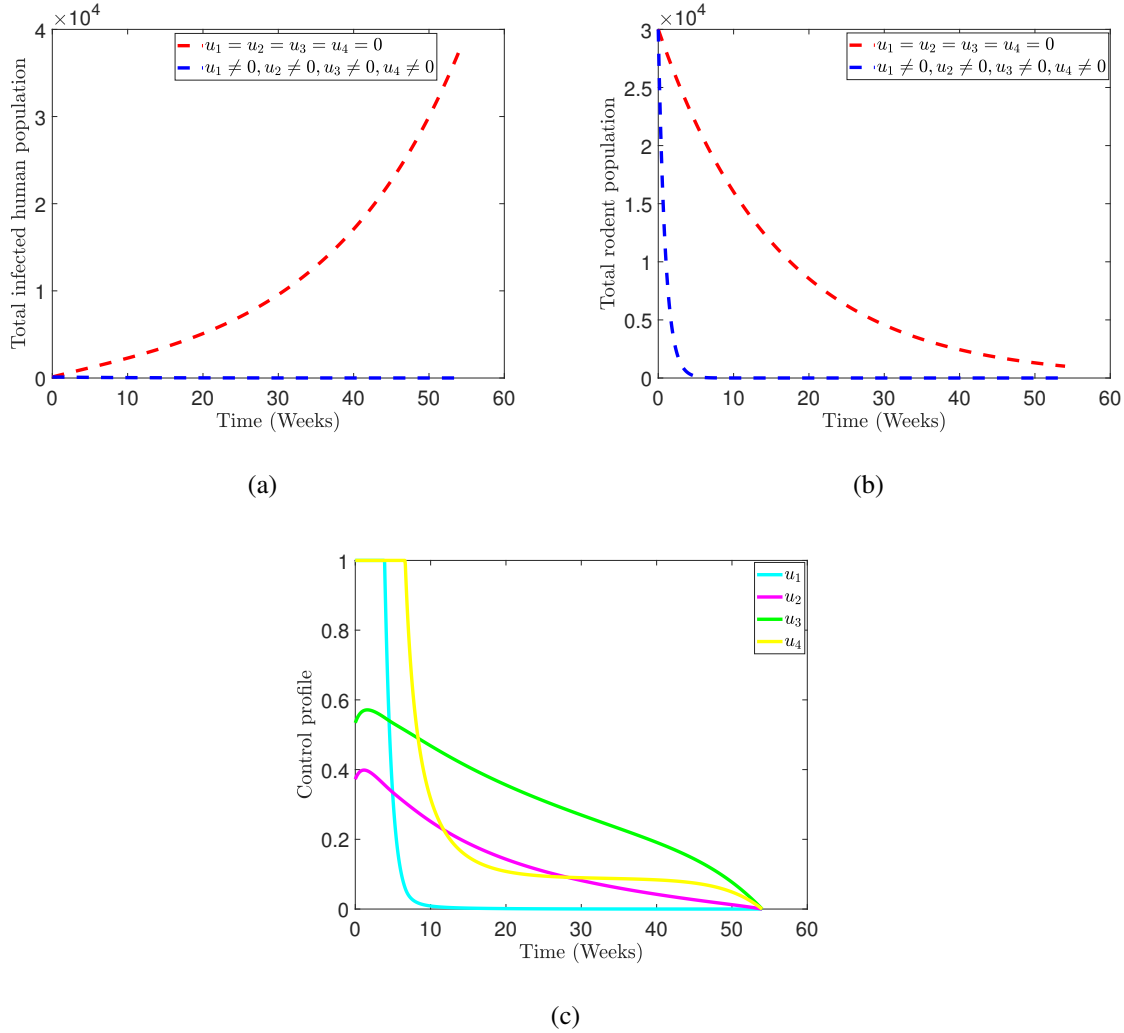 ×10⁴
u₁ = u₂ = u₃ = u₄ = 0
u₁ ≠ 0, u₂ ≠ 0, u₃ ≠ 0, u₄ ≠ 0
Total infected human population
4
3
2
1
0
0 10 20 30 40 50 60
Time (Weeks)
(a)
×10⁴
u₁ = u₂ = u₃ = u₄ = 0
u₁ ≠ 0, u₂ ≠ 0, u₃ ≠ 0, u₄ ≠ 0
Total rodent population
3
2.5
2
1.5
1
0.5
0
0 10 20 30 40 50 60
Time (Weeks)
(b)
u₁
u₂
u₃
u₄
Control profile
1
0.8
0.6
0.4
0.2
0
0 10 20 30 40 50 60
Time (Weeks)
(c)